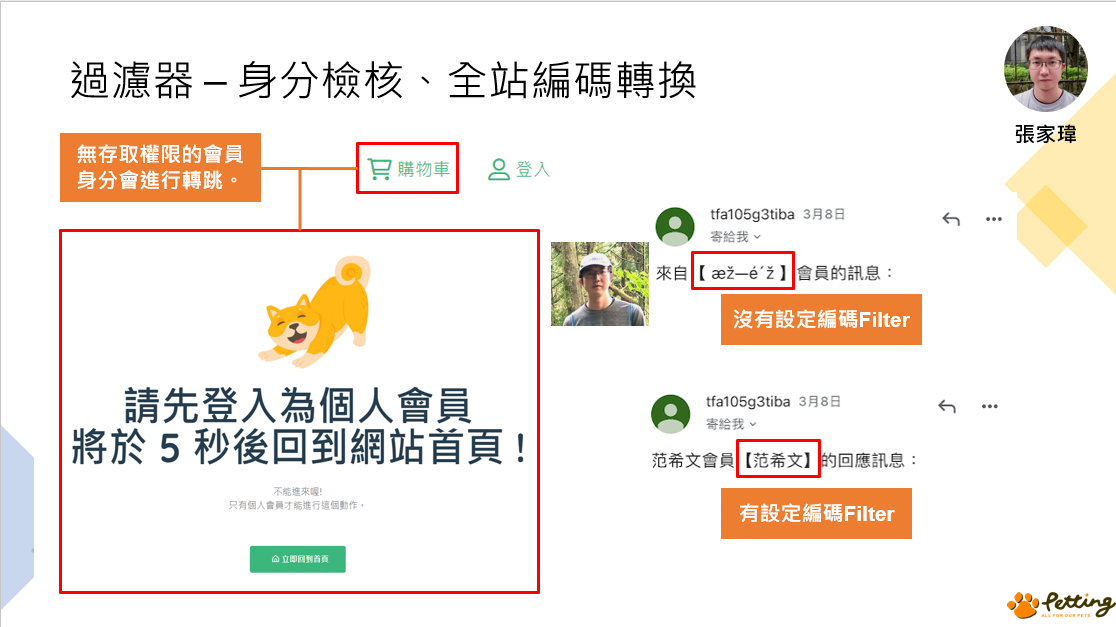 過濾器 – 身分檢核、全站編碼轉換
張家瑋
無存取權限的會員
身分會進行轉跳。
購物車
登入
請先登入為個人會員
將於 5 秒後回到網站首頁！
不能進來喔!
只有個人會員才能進行這個動作。
立即回到首頁
tfa105g3tiba 3月8日
寄給我
來自【 æž—é´ž 】會員的訊息：
沒有設定編碼Filter
tfa105g3tiba 3月8日
寄給我
范希文會員【范希文】的回應訊息：
有設定編碼Filter
Petting
ALL FOR OUR PETS